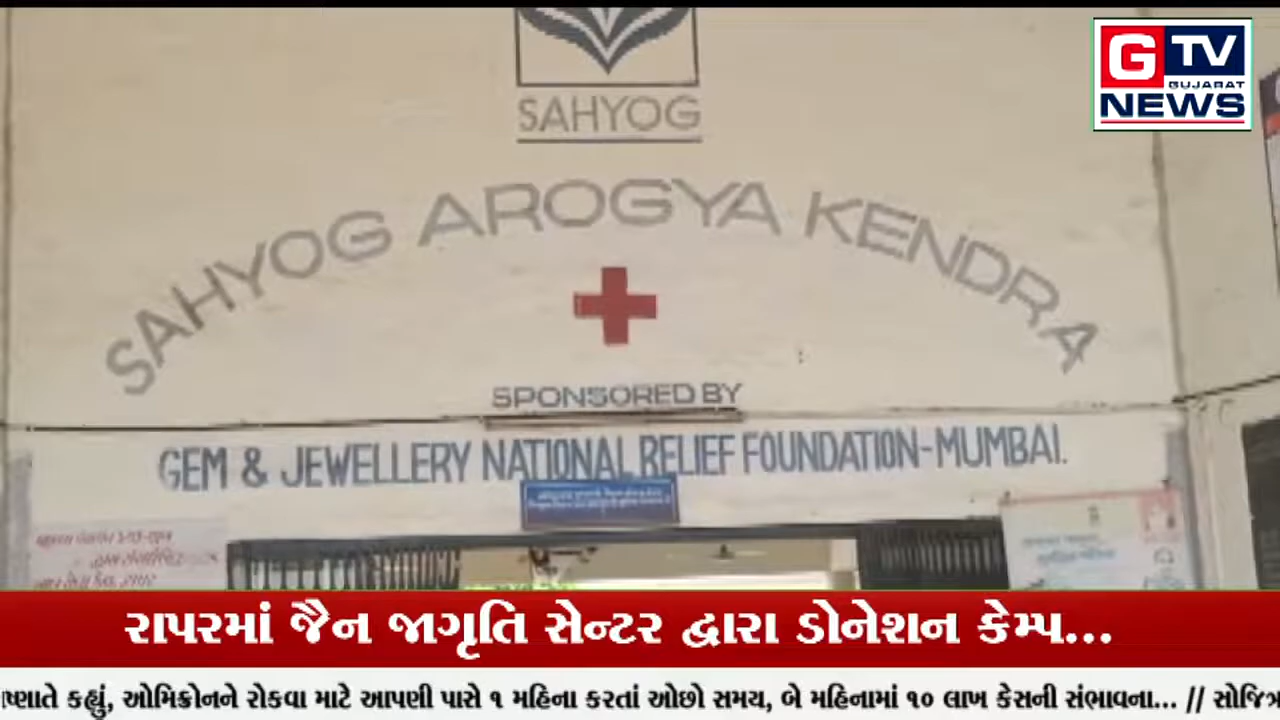 G TV
GUJARAT
NEWS
SAHYOG
SAHYOG AROGYA KENDRA
SPONSORED BY
GEM & JEWELLERY NATIONAL RELIEF FOUNDATION-MUMBAI.
રાપરમાં જૈન જાગૃતિ સેન્ટર દ્વારા ડોનેશન કેમ્પ...
કહ્યું, ઓમિક્રોનને રોકવા માટે આપણી પાસે ૧ મહિના કરતાં ઓછો સમય, બે મહિનામાં ૧૦ લાખ કેસની સંભાવના... //